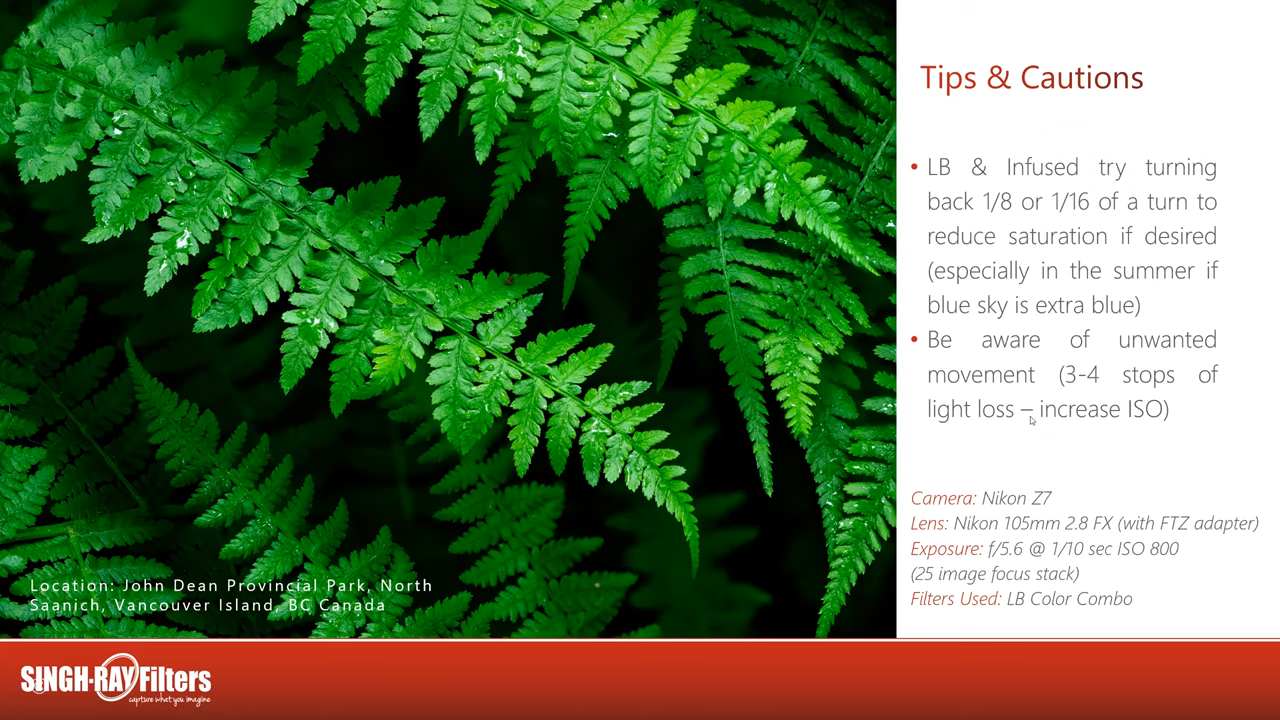 Tips & Cautions
• LB & Infused try turning
back 1/8 or 1/16 of a turn to
reduce saturation if desired
(especially in the summer if
blue sky is extra blue)
• Be aware of unwanted
movement (3-4 stops of
light loss – increase ISO)
Camera: Nikon Z7
Lens: Nikon 105mm 2.8 FX (with FTZ adapter)
Exposure: f/5.6 @ 1/10 sec ISO 800
(25 image focus stack)
Filters Used: LB Color Combo
Location: John Dean Provincial Park, North
Saanich, Vancouver Island, BC Canada
SINGH-RAY Filters
capture what you imagine